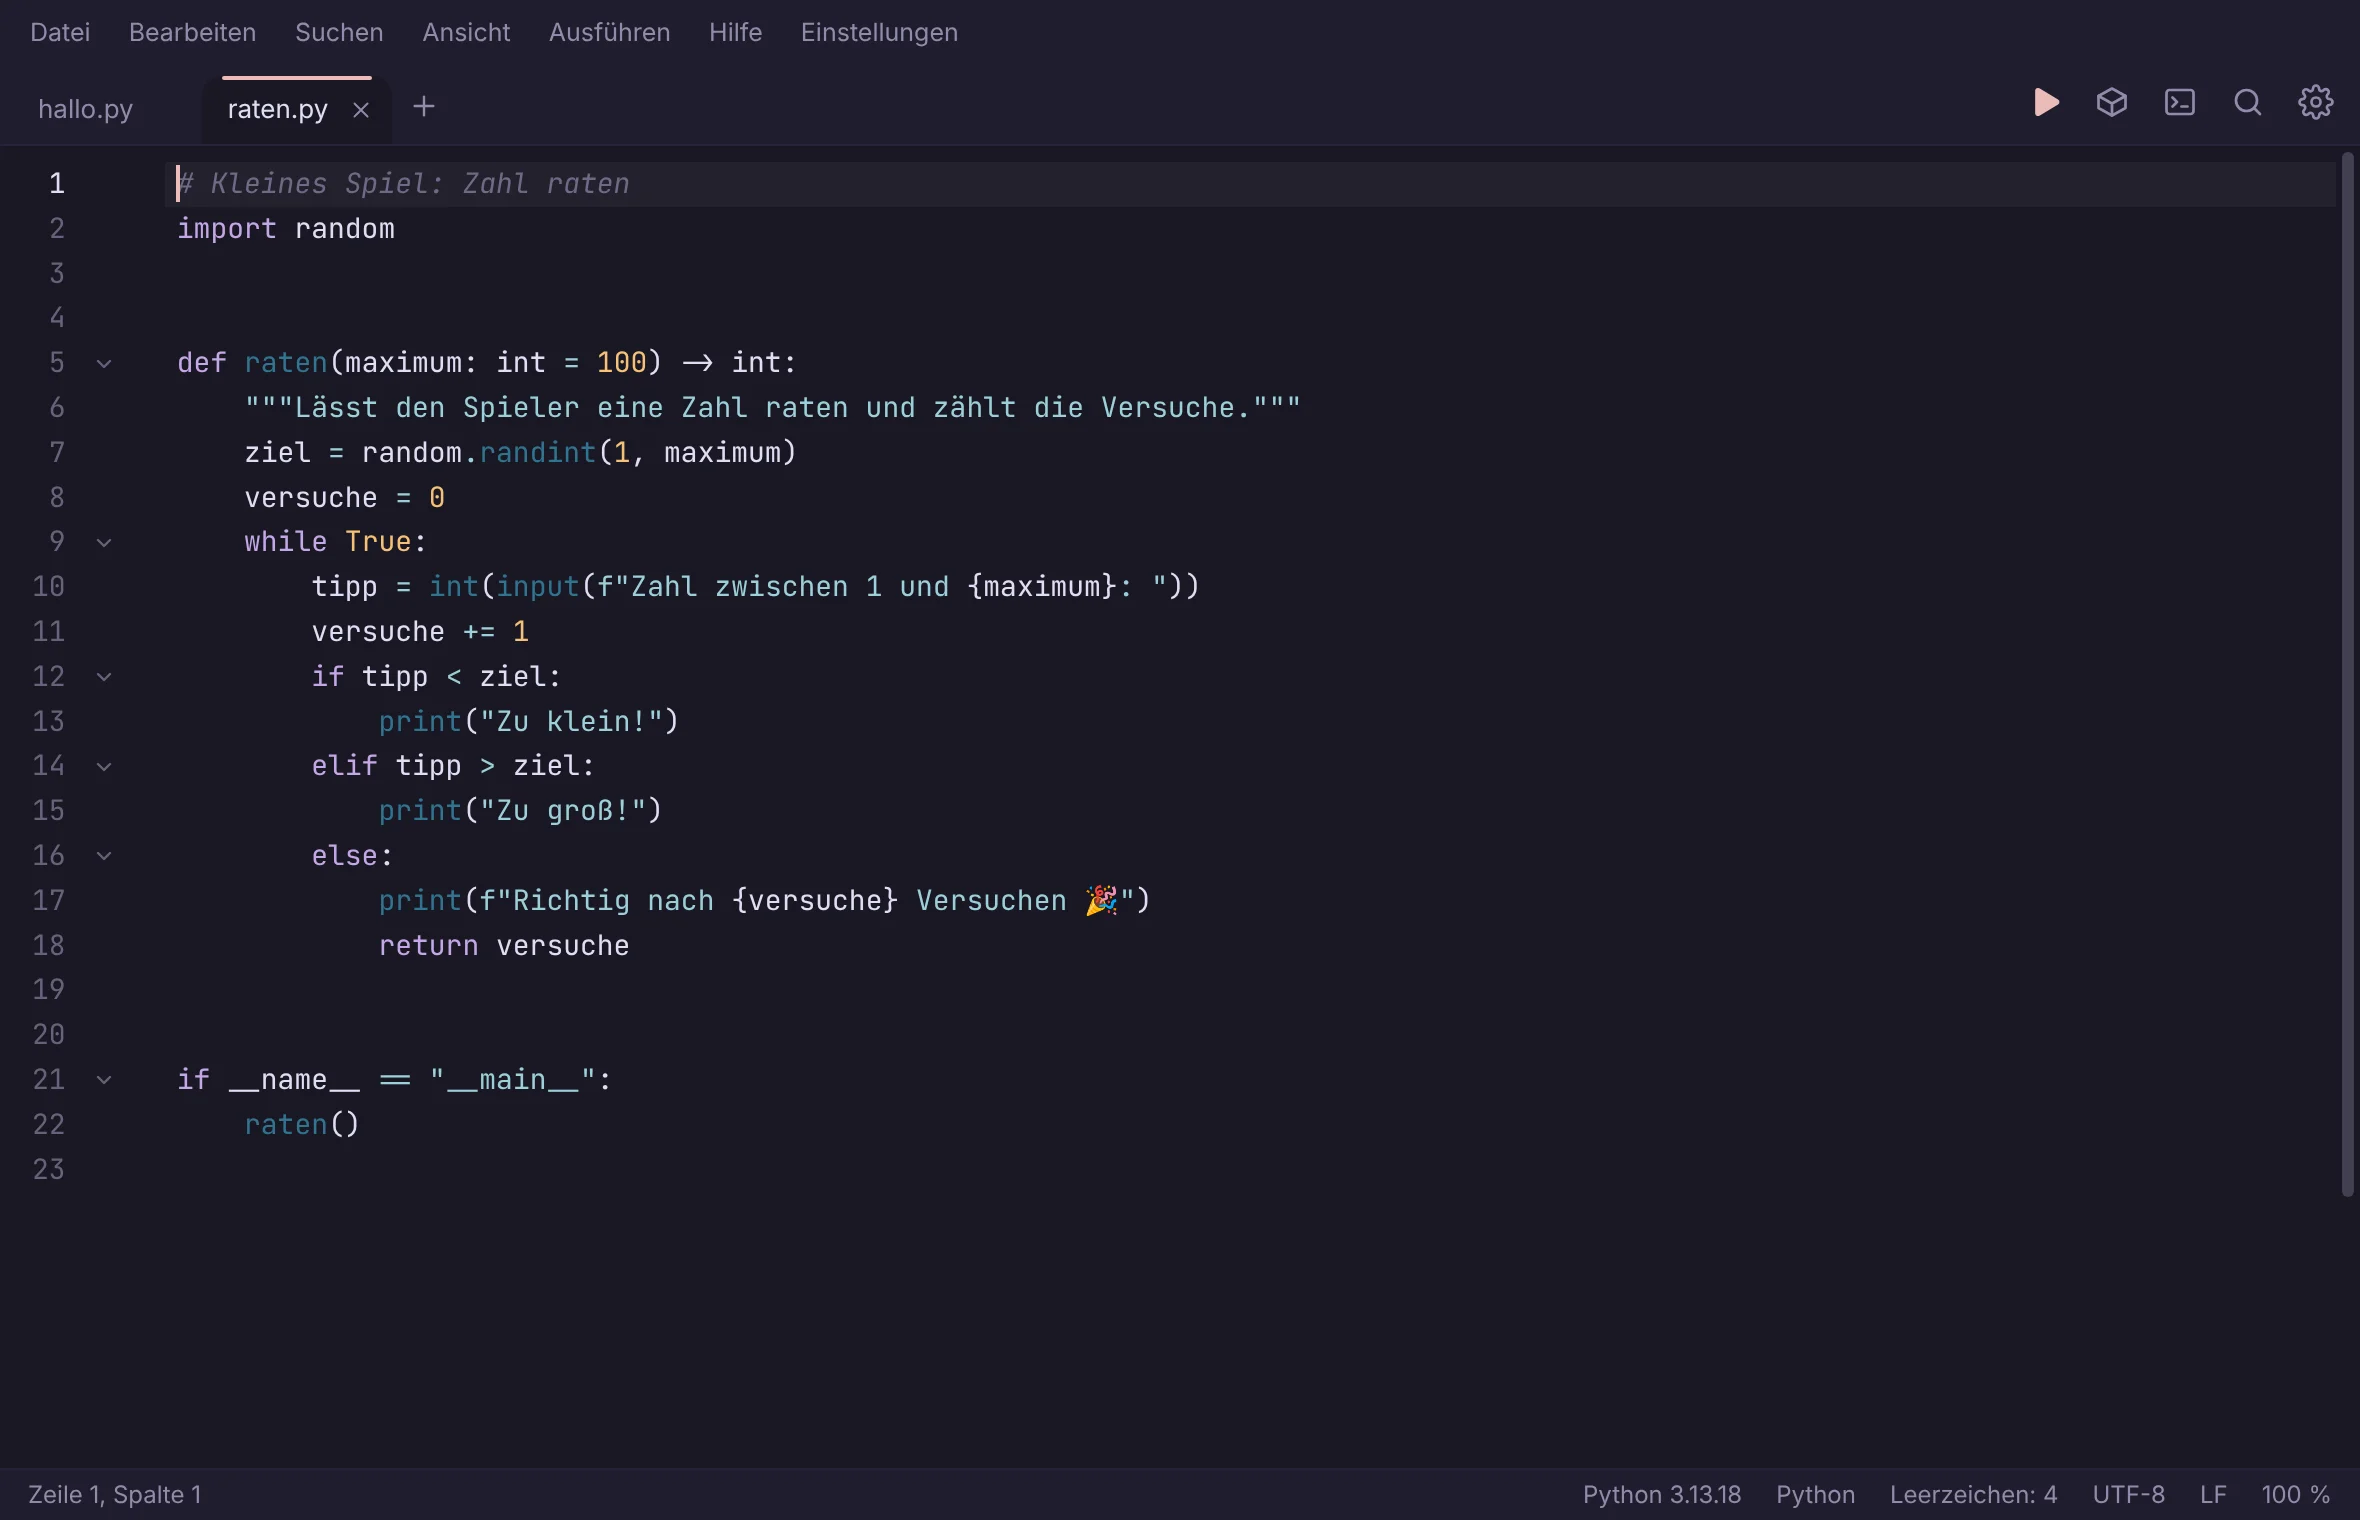 Datei Bearbeiten Suchen Ansicht Ausführen Hilfe Einstellungen
hallo.py raten.py
1 # Kleines Spiel: Zahl raten
2 import random
3
4
5 def raten(maximum: int = 100) -> int:
6     """Lässt den Spieler eine Zahl raten und zählt die Versuche."""
7     ziel = random.randint(1, maximum)
8     versuche = 0
9     while True:
10         tipp = int(input(f"Zahl zwischen 1 und {maximum}: "))
11         versuche += 1
12         if tipp < ziel:
13             print("Zu klein!")
14         elif tipp > ziel:
15             print("Zu groß!")
16         else:
17             print(f"Richtig nach {versuche} Versuchen 🎉")
18             return versuche
19
20
21 if __name__ == "__main__":
22     raten()
23
Zeile 1, Spalte 1 Python 3.13.18 Python Leerzeichen: 4 UTF-8 LF 100 %